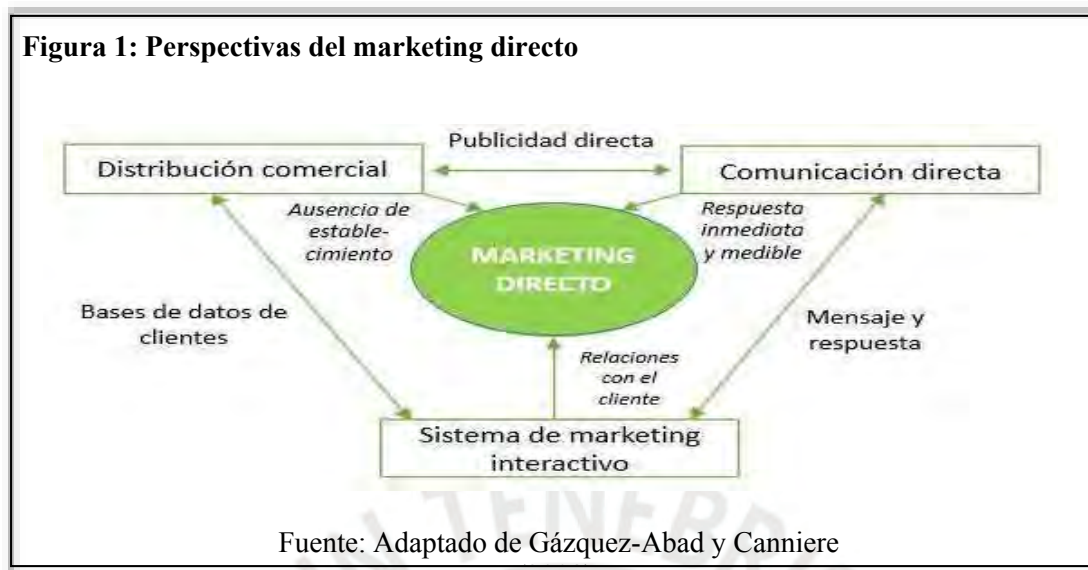 Figura 1: Perspectivas del marketing directo
Publicidad directa
Distribución comercial
Comunicación directa
Ausencia de
estable-
cimiento
Respuesta
inmediata
y medible
MARKETING
DIRECTO
Bases de datos de
clientes
Mensaje y
respuesta
Relaciones
con el
cliente
Sistema de marketing
interactivo
IN TENEBR
Fuente: Adaptado de Gázquez-Abad y Canniere